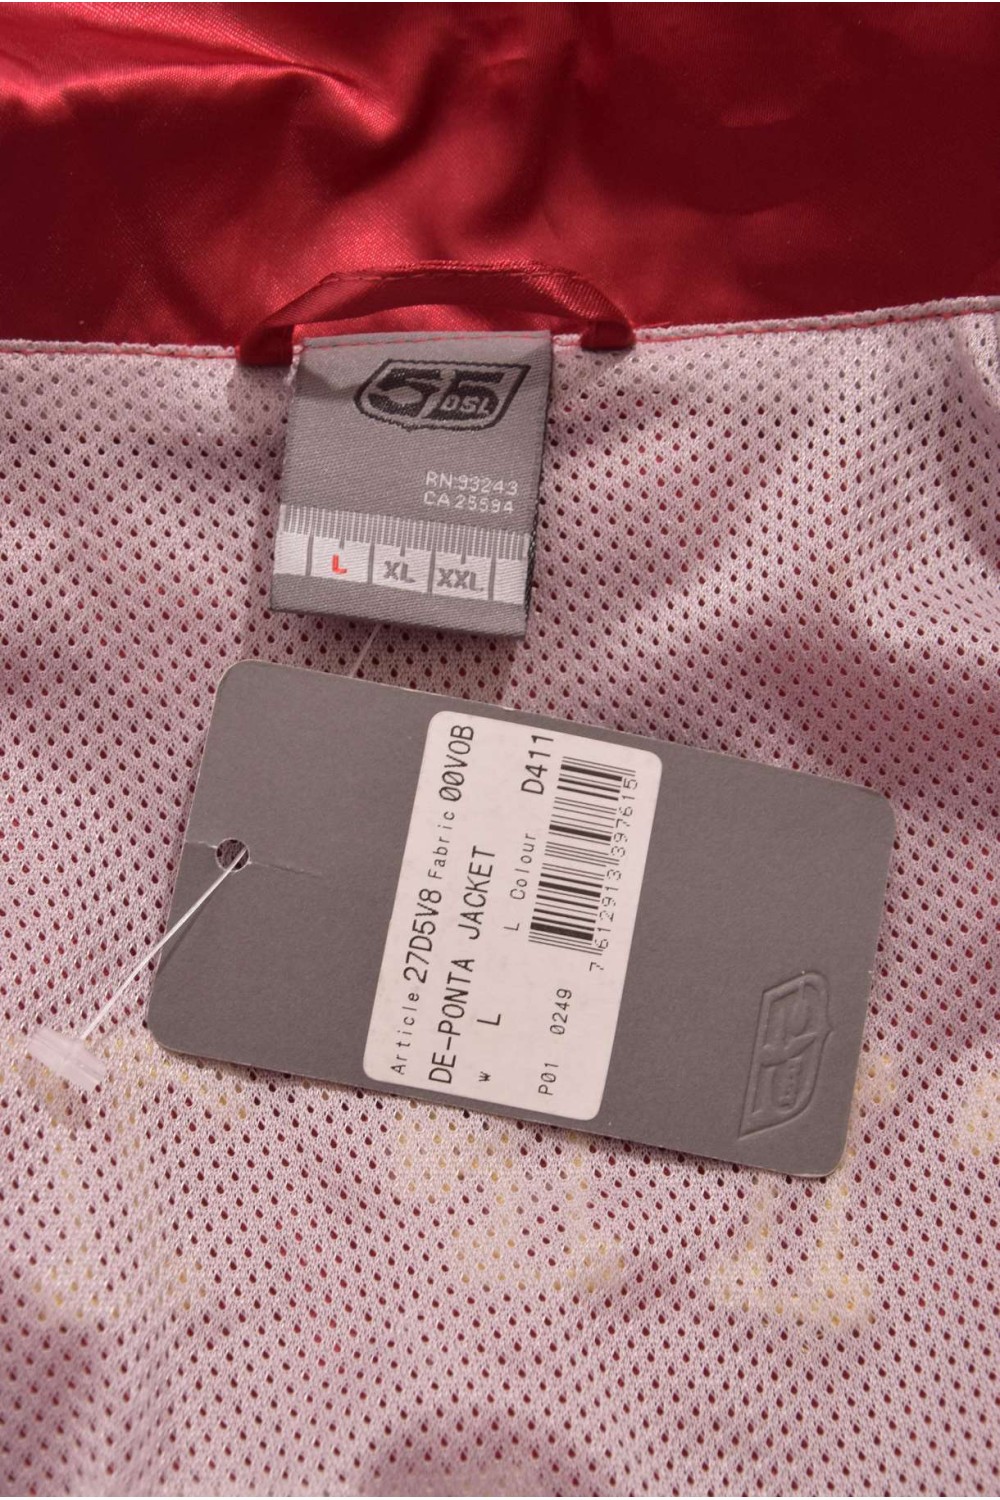 55
DSL
RN 93243
CA 25594
L XL XXL
Article 27D5V8 Fabric 00VOB
DE-PONTA JACKET
W L L Colour D411
P01 0249
7 612913 397615